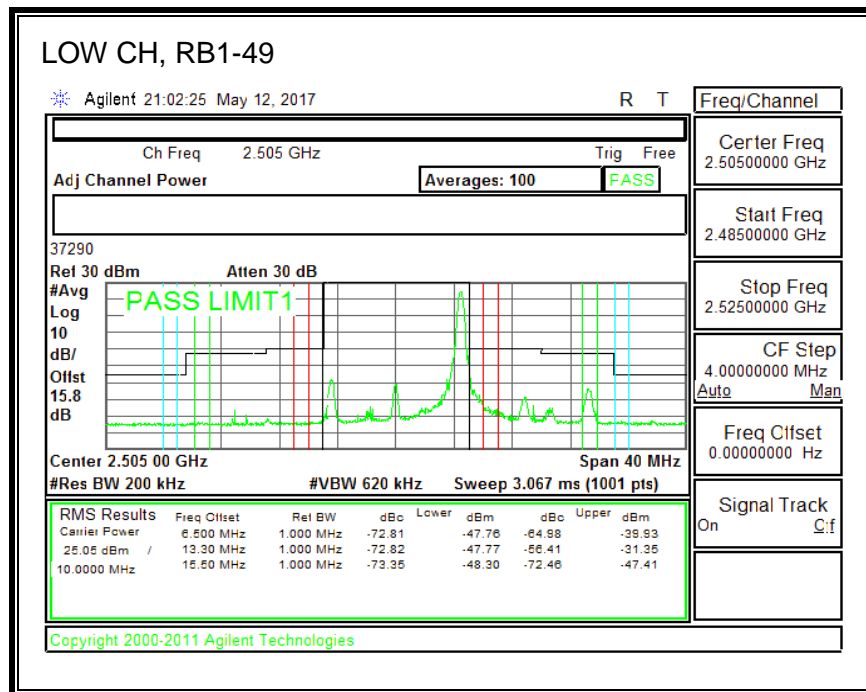 LOW CH, RB1-49
Agilent 21:02:25 May 12, 2017 R T
Freq/Channel
Ch Freq 2.505 GHz Trig Free
Adj Channel Power Averages: 100 PASS
37290
Ref 30 dBm Atten 30 dB
#Avg
Log
10
dB/
Offst
15.8
dB
PASS LIMIT1
Center 2.505 00 GHz Span 40 MHz
#Res BW 200 kHz #VBW 620 kHz Sweep 3.067 ms (1001 pts)
RMS Results Freq Offset Ref BW dBc Lower dBm dBc Upper dBm
Carrier Power 6.500 MHz 1.000 MHz -72.81 -47.76 -64.98 -39.93
25.05 dBm / 13.30 MHz 1.000 MHz -72.82 -47.77 -56.41 -31.35
10.0000 MHz 15.50 MHz 1.000 MHz -73.35 -48.30 -72.46 -47.41
Center Freq
2.50500000 GHz
Start Freq
2.48500000 GHz
Stop Freq
2.52500000 GHz
CF Step
4.00000000 MHz
Auto Man
Freq Offset
0.00000000 Hz
Signal Track
On Off
Copyright 2000-2011 Agilent Technologies